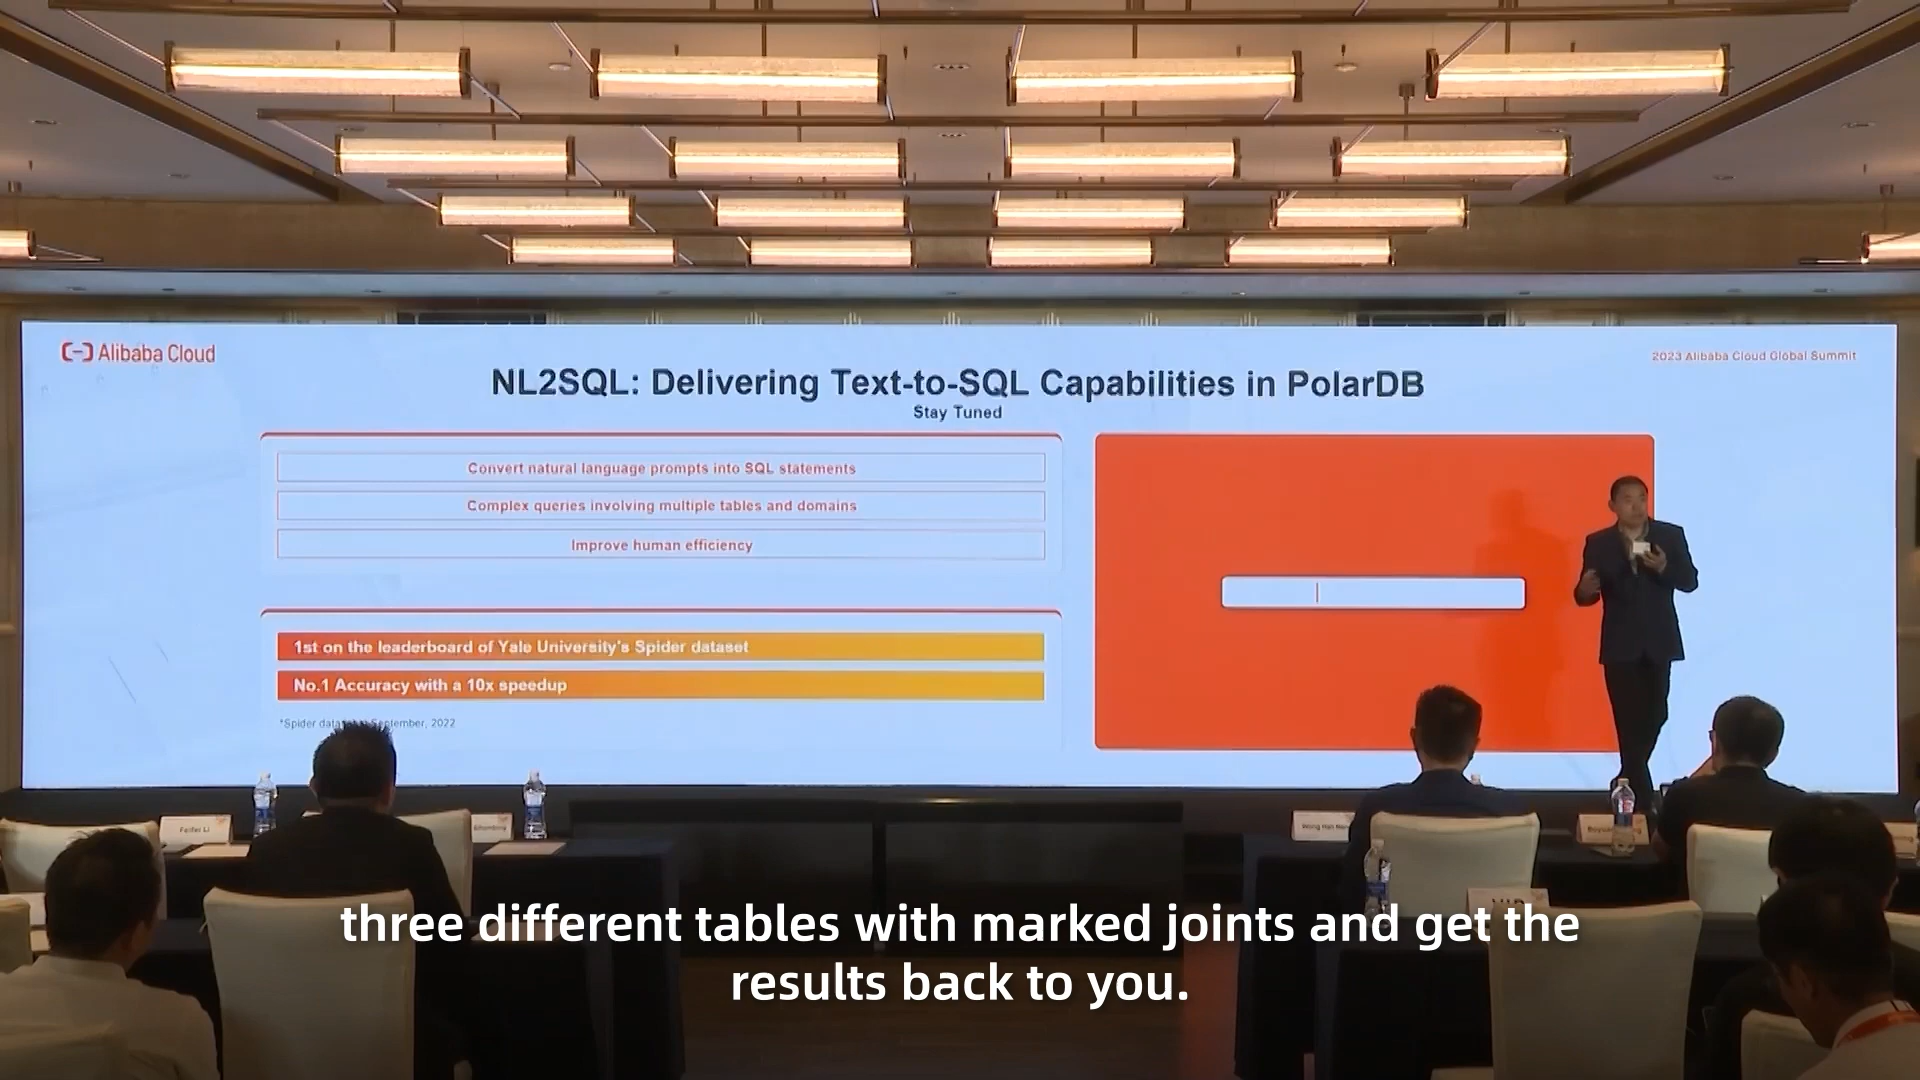 Alibaba Cloud
2023 Alibaba Cloud Global Summit
NL2SQL: Delivering Text-to-SQL Capabilities in PolarDB
Stay Tuned
Convert natural language prompts into SQL statements
Complex queries involving multiple tables and domains
Improve human efficiency
1st on the leaderboard of Yale University's Spider dataset
No.1 Accuracy with a 10x speedup
*Spider September, 2022
Feifei Li
three different tables with marked joints and get the
results back to you.